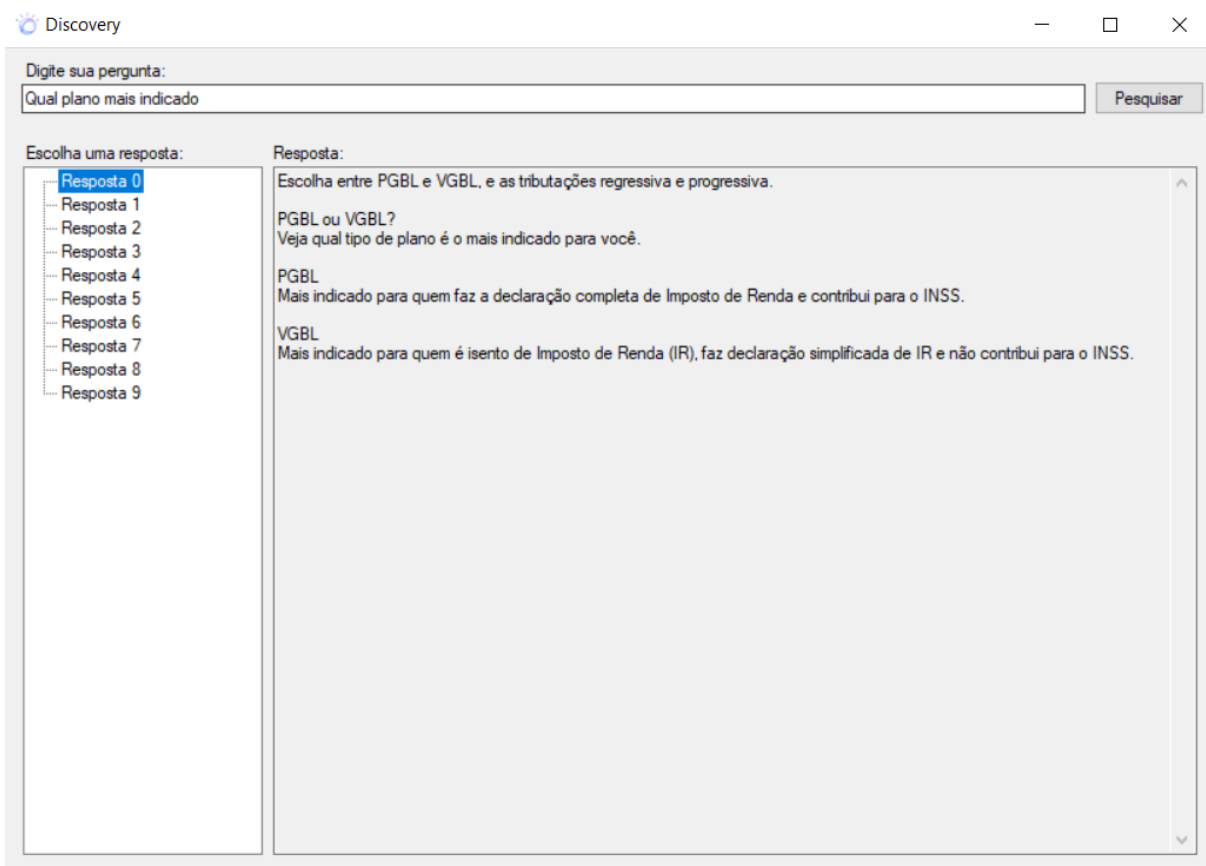 Discovery
Digite sua pergunta:
Qual plano mais indicado
Pesquisar
Escolha uma resposta:
Resposta 0
Resposta 1
Resposta 2
Resposta 3
Resposta 4
Resposta 5
Resposta 6
Resposta 7
Resposta 8
Resposta 9
Resposta:
Escolha entre PGBL e VGBL, e as tributações regressiva e progressiva.
PGBL ou VGBL?
Veja qual tipo de plano é o mais indicado para você.
PGBL
Mais indicado para quem faz a declaração completa de Imposto de Renda e contribui para o INSS.
VGBL
Mais indicado para quem é isento de Imposto de Renda (IR), faz declaração simplificada de IR e não contribui para o INSS.